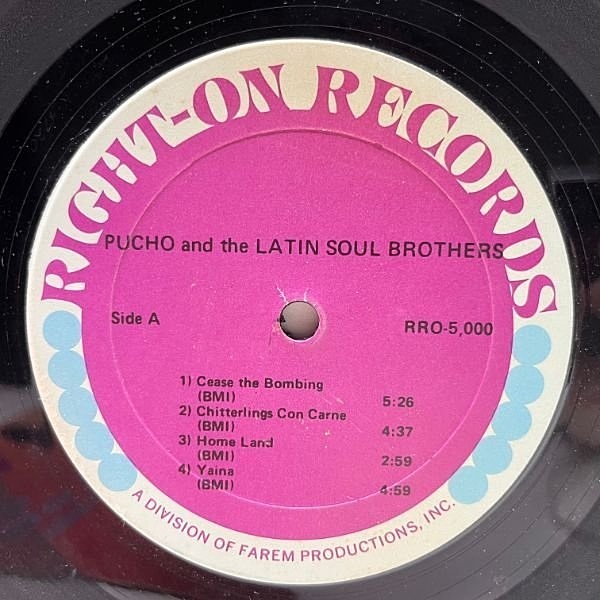 RIGHT-ON RECORDS
PUCHO and the LATIN SOUL BROTHERS
Side A
RRO-5,000
1) Cease the Bombing
(BMI) 5:26
2) Chitterlings Con Carne
(BMI) 4:37
3) Home Land
(BMI) 2:59
4) Yaina
(BMI) 4:59
A DIVISION OF FAREM PRODUCTIONS, INC.